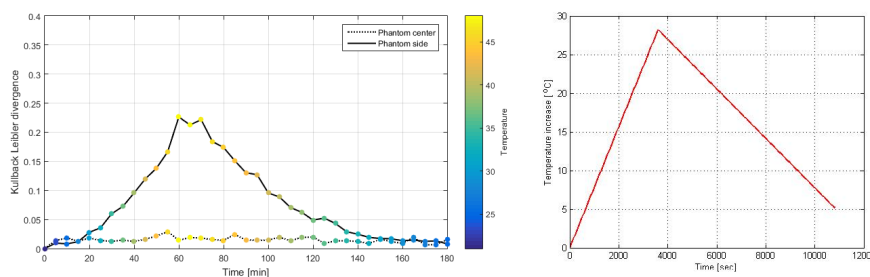 0.4
0.35
0.3
0.25
0.2
0.15
0.1
0.05
0
0 20 40 60 80 100 120 140 160 180
Kullback Leibler divergence
Time [min]
Phantom center
Phantom side
45
40
35
30
25
Temperature
30
25
20
15
10
5
0
0 2000 4000 6000 8000 10000 1200
Temperature increase [°C]
Time [sec]